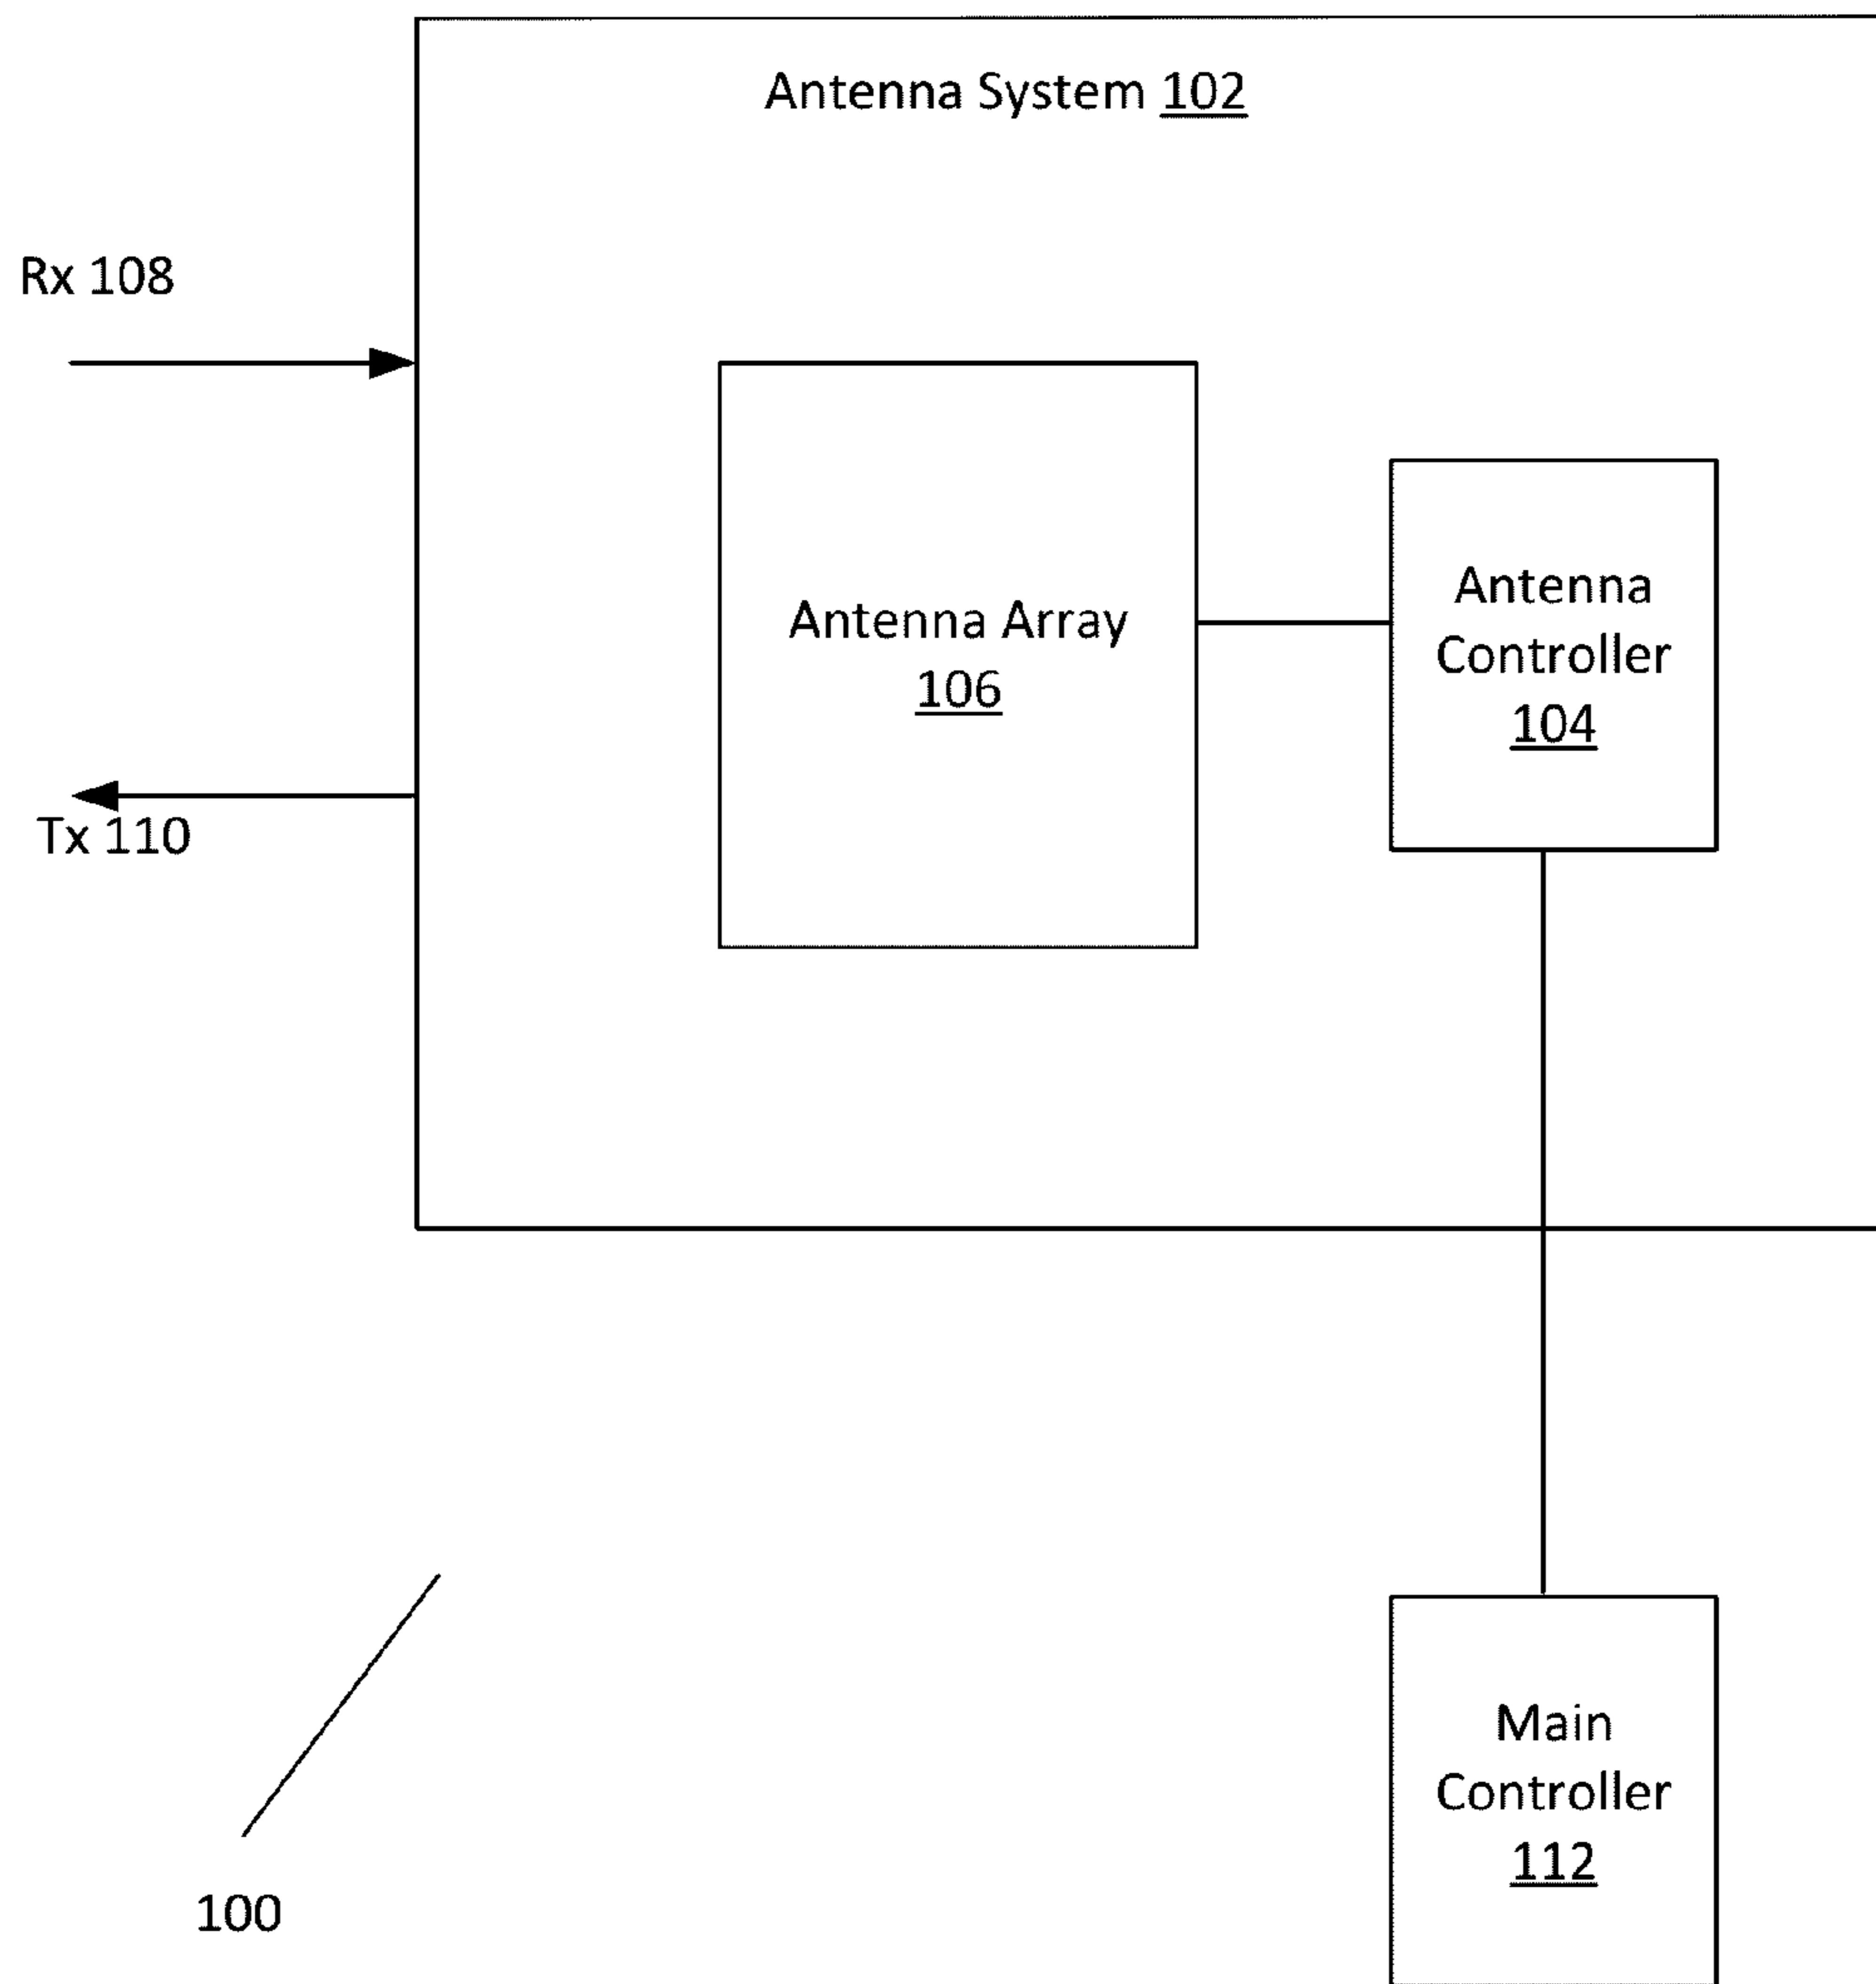 Antenna System 102
Rx 108
Antenna Array
106
Antenna
Controller
104
Tx 110
Main
Controller
112
100